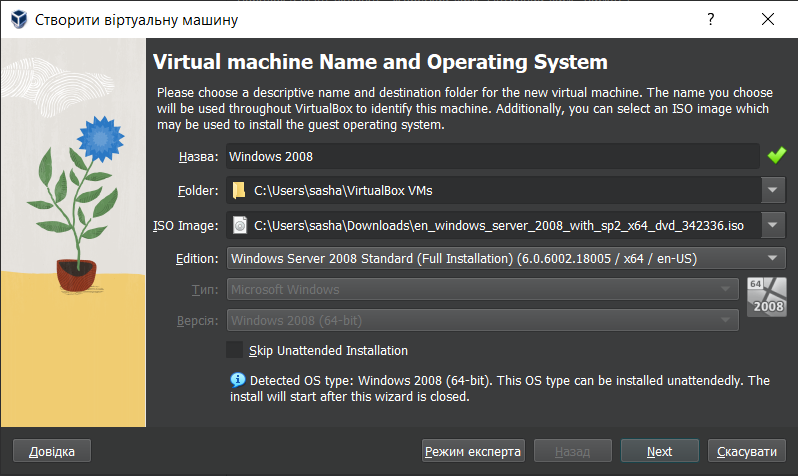 Створити віртуальну машину
?
Virtual machine Name and Operating System
Please choose a descriptive name and destination folder for the new virtual machine. The name you choose
will be used throughout VirtualBox to identify this machine. Additionally, you can select an ISO image which
may be used to install the guest operating system.
Назва: Windows 2008
Folder: C:\Users\sasha\VirtualBox VMs
ISO Image: C:\Users\sasha\Downloads\en_windows_server_2008_with_sp2_x64_dvd_342336.iso
Edition: Windows Server 2008 Standard (Full Installation) (6.0.6002.18005 / x64 / en-US)
Тип: Microsoft Windows
64
2008
Версія: Windows 2008 (64-bit)
Skip Unattended Installation
Detected OS type: Windows 2008 (64-bit). This OS type can be installed unattendedly. The
install will start after this wizard is closed.
Довідка Режим експерта Назад Next Скасувати